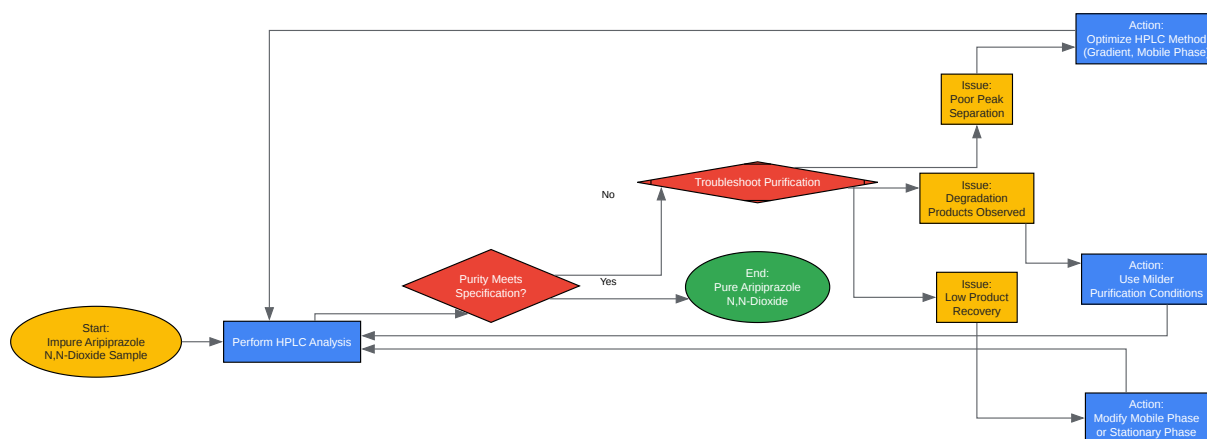 Start:
Impure Aripiprazole
N,N-Dioxide Sample
Perform HPLC Analysis
Purity Meets
Specification?
No
Yes
End:
Pure Aripiprazole
N,N-Dioxide
Troubleshoot Purification
Issue:
Poor Peak
Separation
Action:
Optimize HPLC Method
(Gradient, Mobile Phase)
Issue:
Degradation
Products Observed
Action:
Use Milder
Purification Conditions
Issue:
Low Product
Recovery
Action:
Modify Mobile Phase
or Stationary Phase